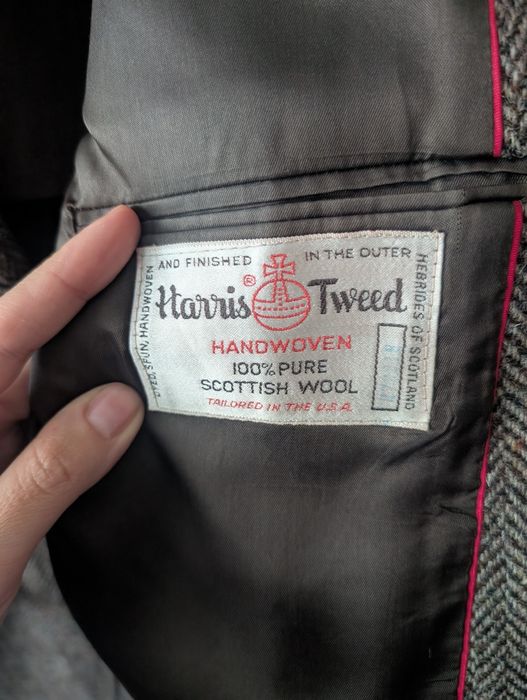 DYED, SPUN, HANDWOVEN
AND FINISHED IN THE OUTER
HEBRIDES OF SCOTLAND
Harris® Tweed
HANDWOVEN
100% PURE
SCOTTISH WOOL
TAILORED IN THE U.S.A.